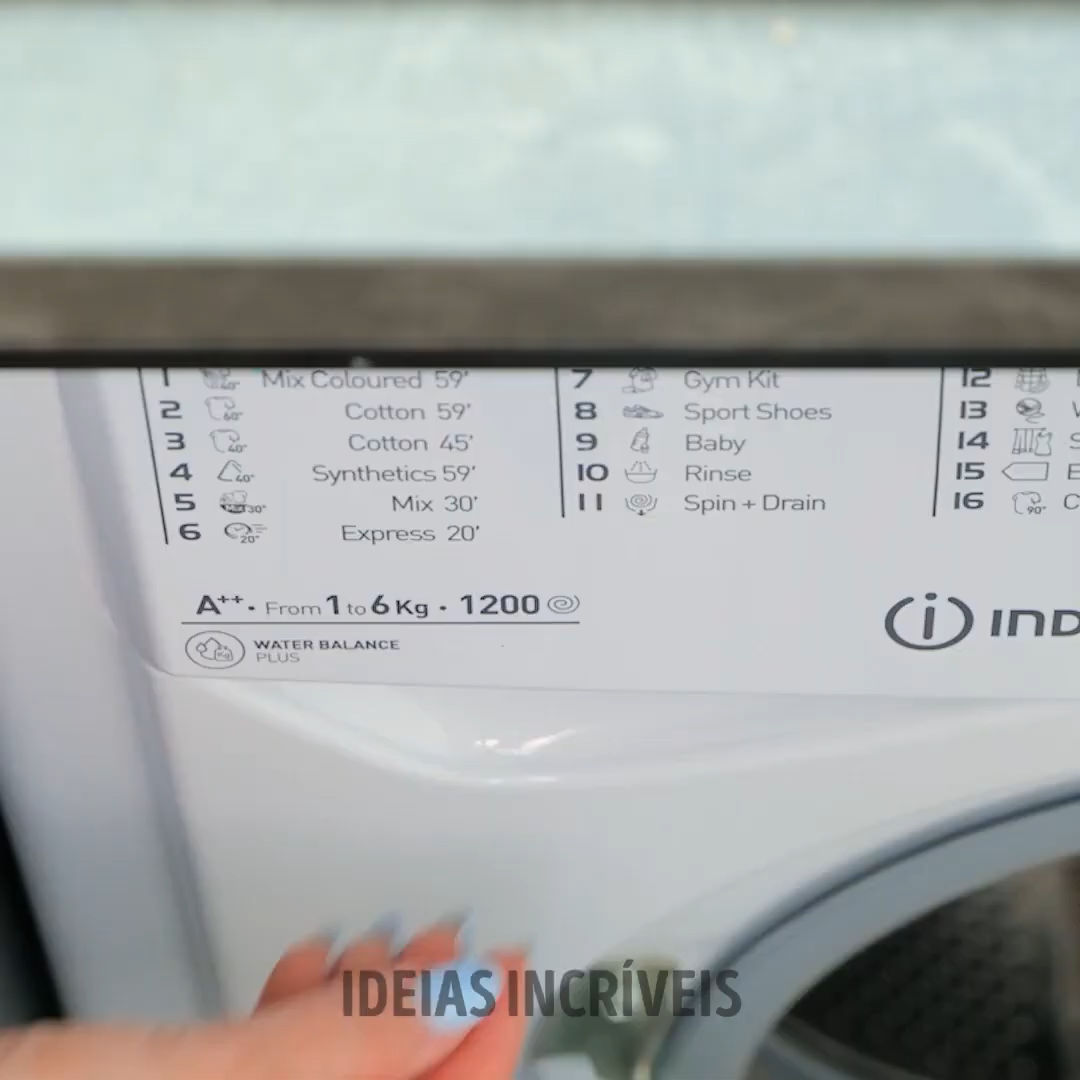 1 40° Mix Coloured 59'
2 60° Cotton 59'
3 40° Cotton 45'
4 40° Synthetics 59'
5 30° Mix 30'
6 20° Express 20'
7 Gym Kit
8 Sport Shoes
9 Baby
10 Rinse
11 Spin + Drain
12
13
14
15
16 90°
A++ • From 1 to 6 Kg • 1200
WATER BALANCE
PLUS
IND
IDEIAS INCRÍVEIS